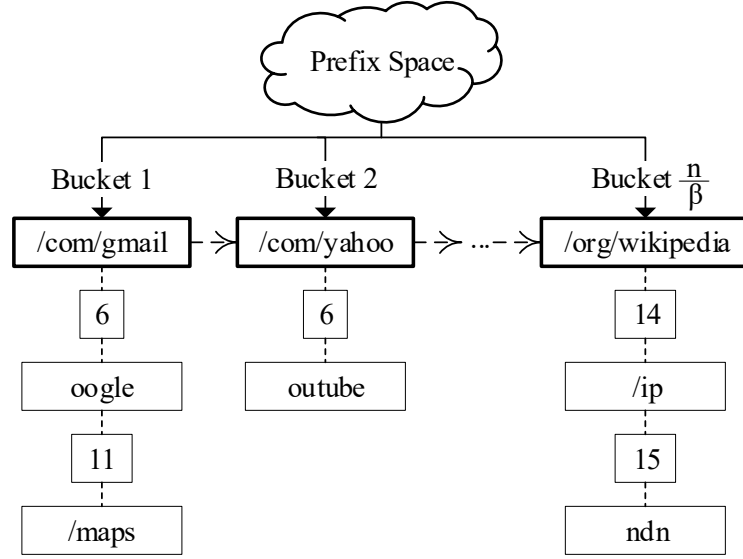 Prefix Space
Bucket 1
Bucket 2
Bucket n/β
/com/gmail
/com/yahoo
...
/org/wikipedia
6
6
14
oogle
outube
/ip
11
15
/maps
ndn